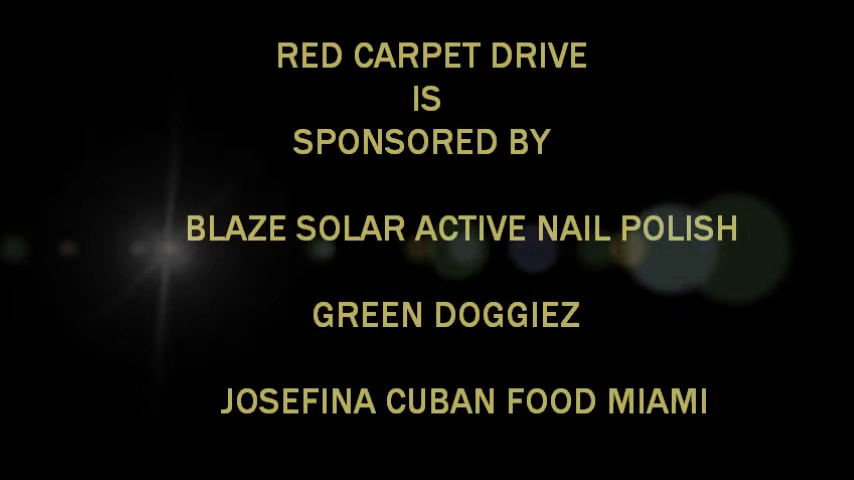 RED CARPET DRIVE
IS
SPONSORED BY
BLAZE SOLAR ACTIVE NAIL POLISH
GREEN DOGGIEZ
JOSEFINA CUBAN FOOD MIAMI